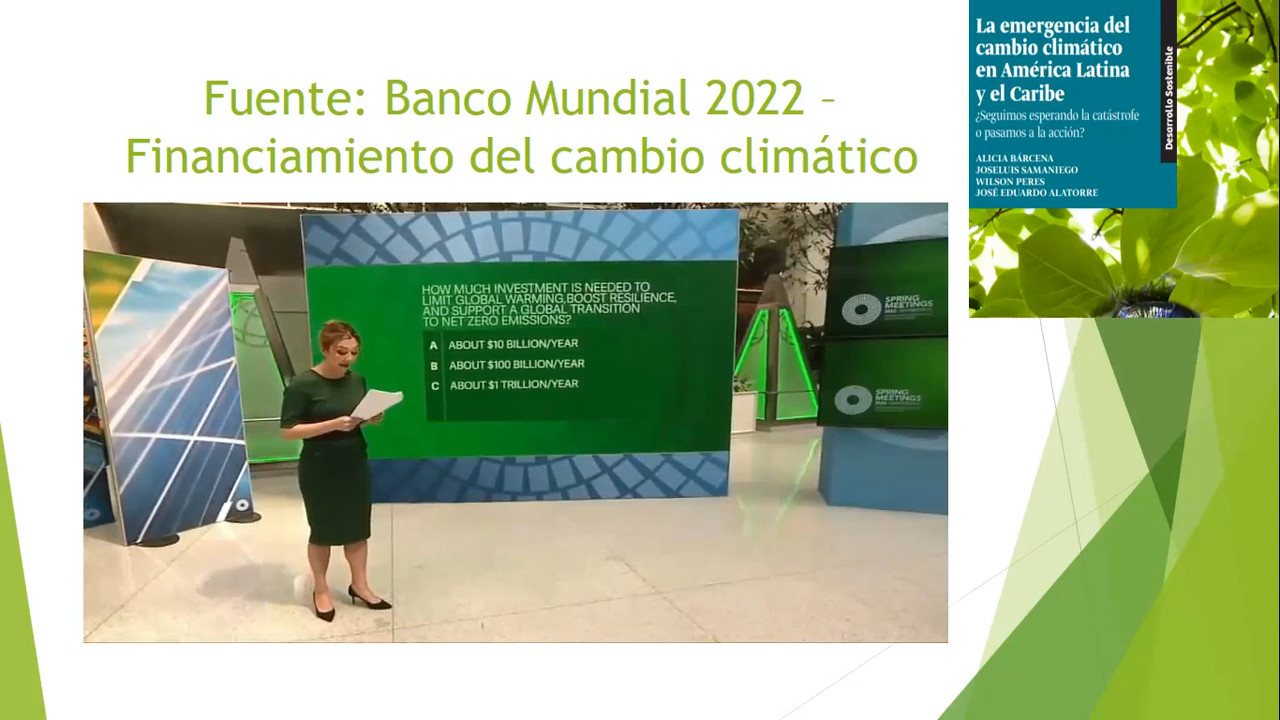 Fuente: Banco Mundial 2022 –
Financiamiento del cambio climático
La emergencia del
cambio climático
en América Latina
y el Caribe
¿Seguimos esperando la catástrofe
o pasamos a la acción?
ALICIA BÁRCENA
JOSELUIS SAMANIEGO
WILSON PERES
JOSÉ EDUARDO ALATORRE
Desarrollo Sostenible
HOW MUCH INVESTMENT IS NEEDED TO
LIMIT GLOBAL WARMING,BOOST RESILIENCE,
AND SUPPORT A GLOBAL TRANSITION
TO NET ZERO EMISSIONS?
A ABOUT $10 BILLION/YEAR
B ABOUT $100 BILLION/YEAR
C ABOUT $1 TRILLION/YEAR
SPRING
MEETINGS
SPRING
MEETINGS